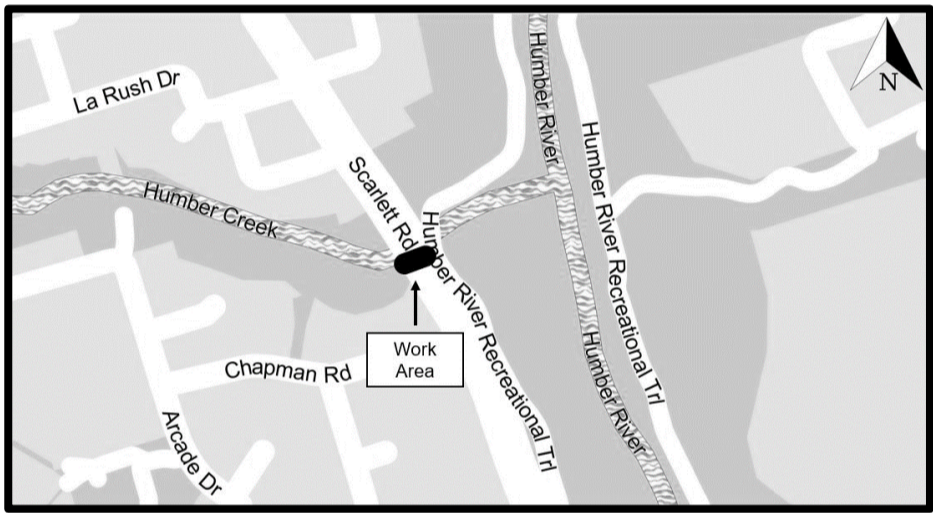 La Rush Dr
N
Humber River
Humber River Recreational Trl
Scarlett Rd
Humber Creek
Humber River Recreational Trl
Work
Area
Chapman Rd
Humber River
Arcade Dr